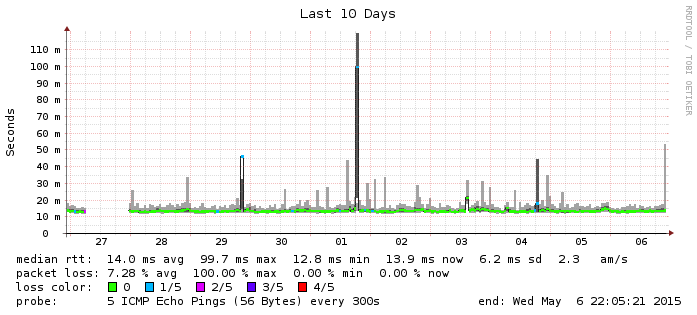 Last 10 Days
RRDTOOL / TOBI OETIKER
Seconds
110 m
100 m
90 m
80 m
70 m
60 m
50 m
40 m
30 m
20 m
10 m
0
27 28 29 30 01 02 03 04 05 06
median rtt: 14.0 ms avg 99.7 ms max 12.8 ms min 13.9 ms now 6.2 ms sd 2.3 am/s
packet loss: 7.28 % avg 100.00 % max 0.00 % min 0.00 % now
loss color: 0 1/5 2/5 3/5 4/5
probe: 5 ICMP Echo Pings (56 Bytes) every 300s end: Wed May 6 22:05:21 2015